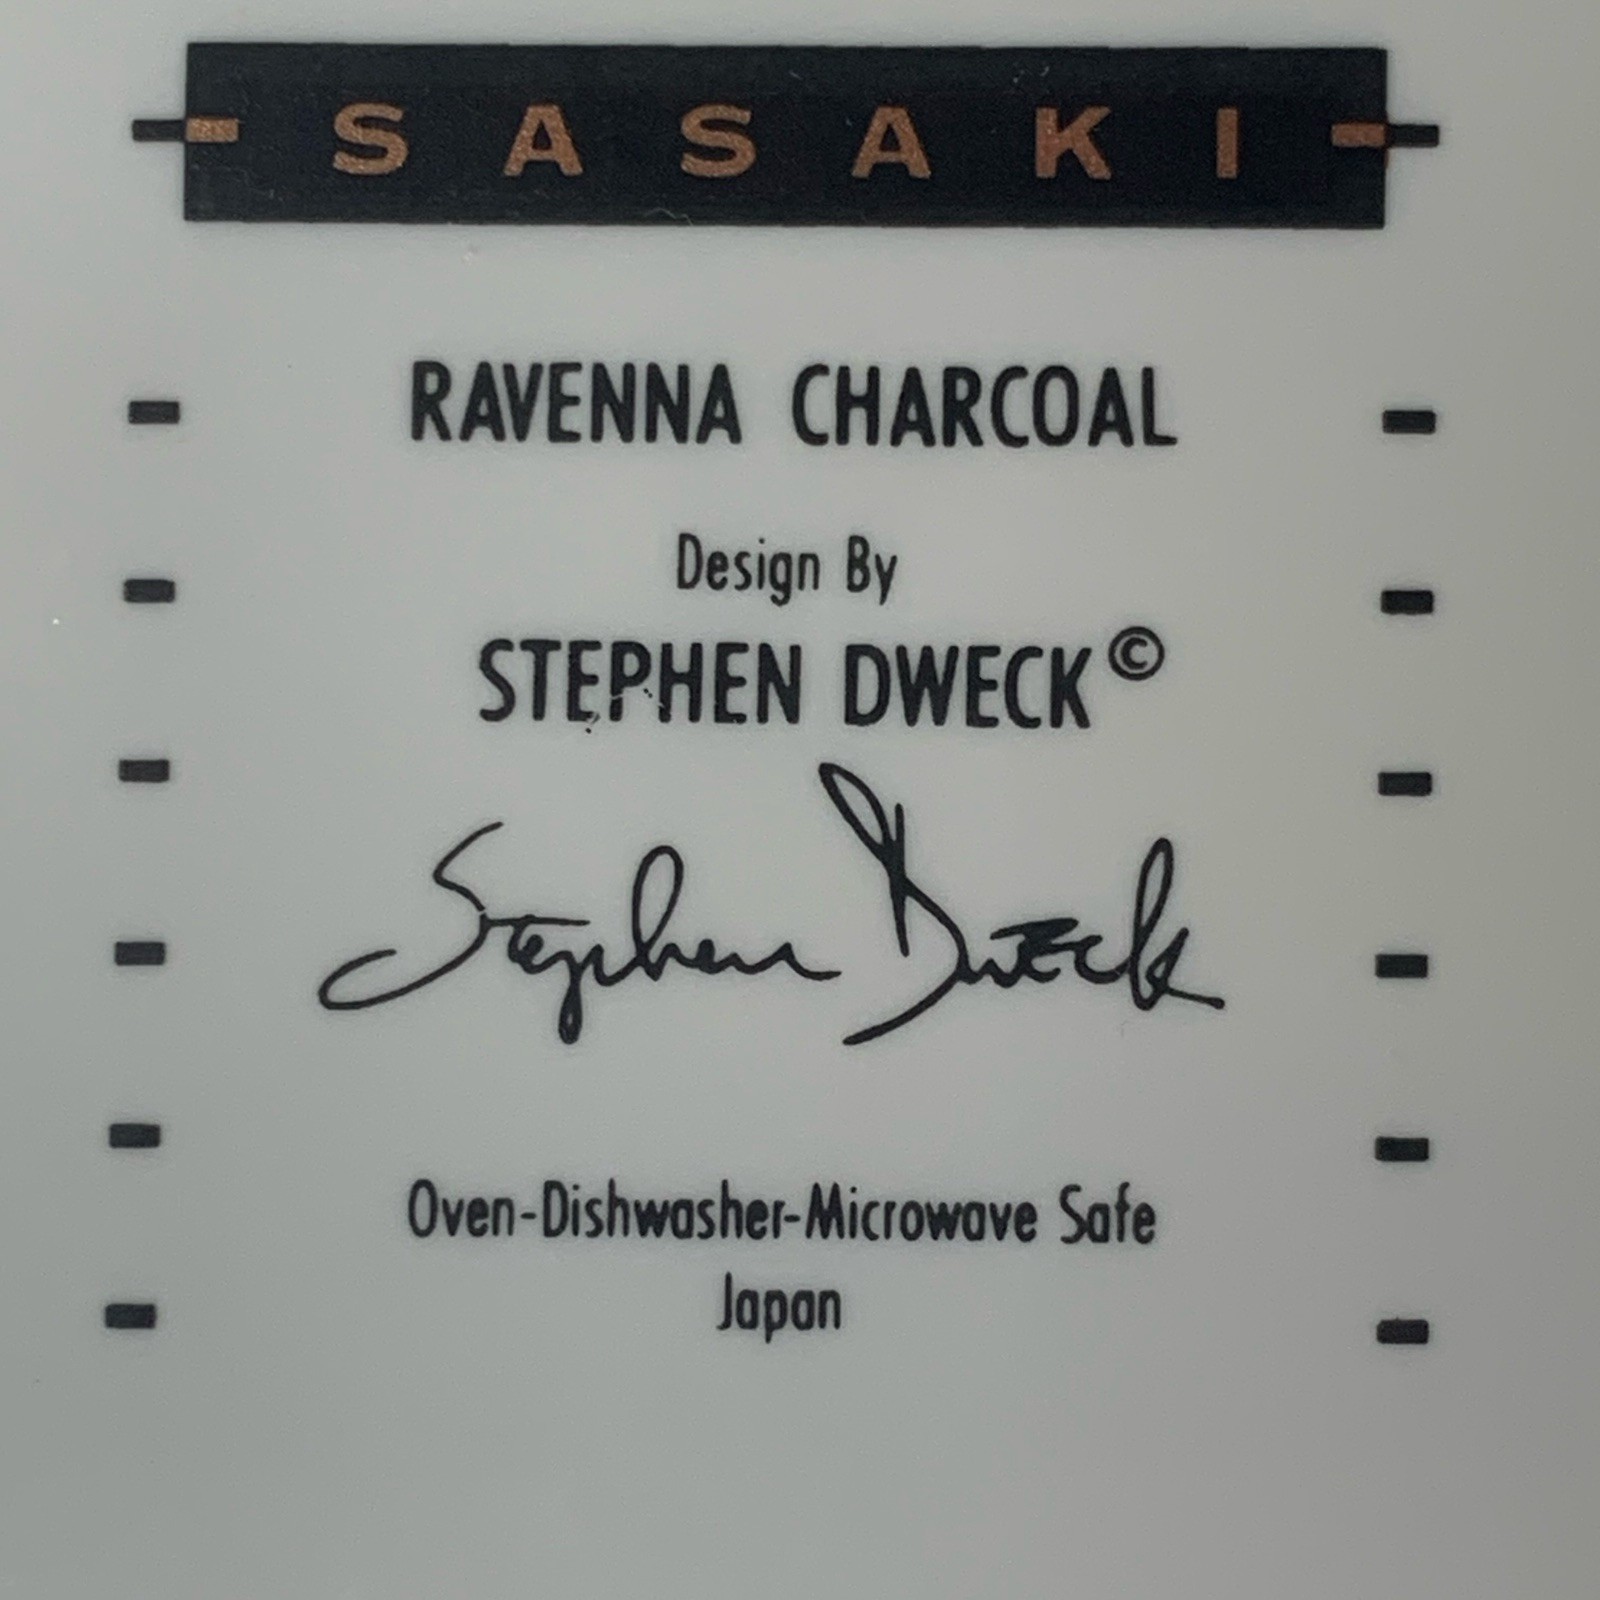 SASAKI
RAVENNA CHARCOAL
Design By
STEPHEN DWECK©
Stephen Dweck
Oven-Dishwasher-Microwave Safe
Japan